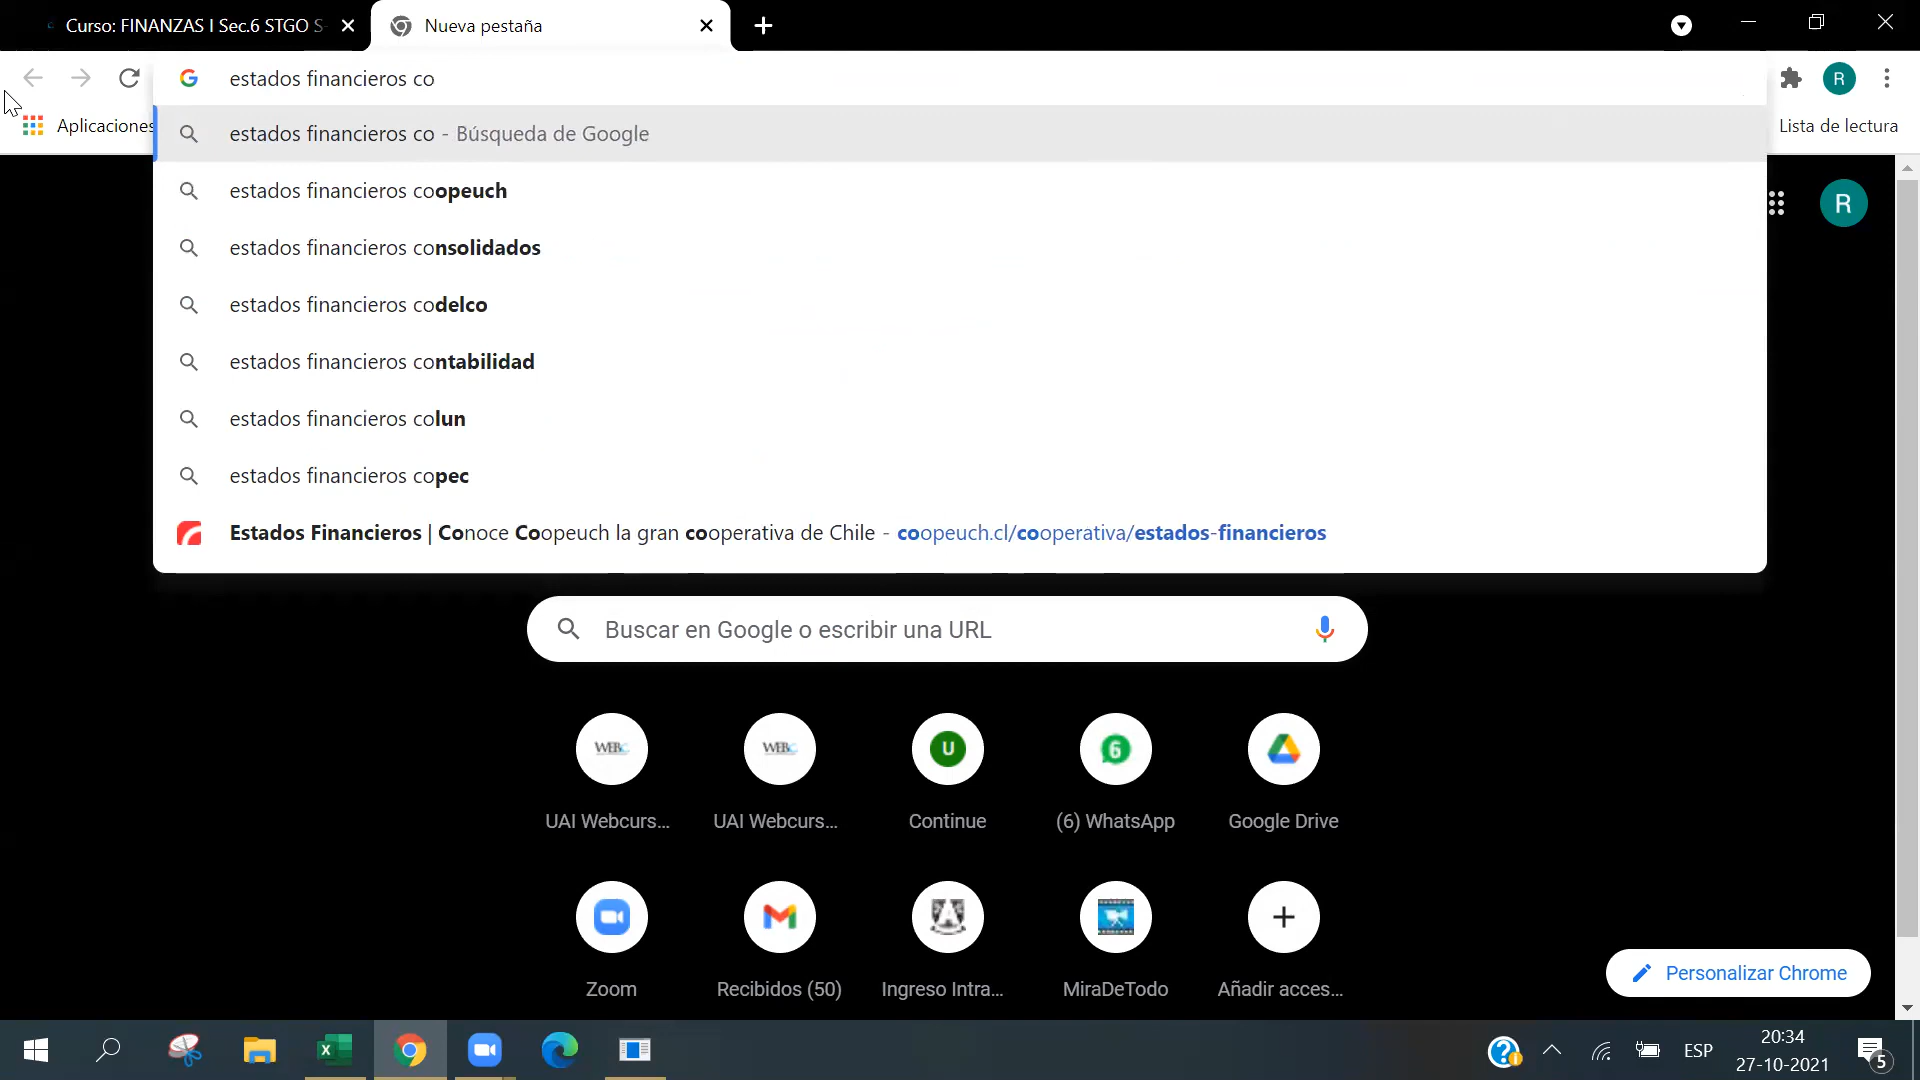 Curso: FINANZAS I Sec.6 STGO S-
Nueva pestaña
estados financieros co
Aplicaciones
Lista de lectura
R
estados financieros co - Búsqueda de Google
estados financieros coopeuch
estados financieros consolidados
estados financieros codelco
estados financieros contabilidad
estados financieros colun
estados financieros copec
Estados Financieros | Conoce Coopeuch la gran cooperativa de Chile - coopeuch.cl/cooperativa/estados-financieros
R
Buscar en Google o escribir una URL
WEBC WEBC U 6
UAI Webcurs... UAI Webcurs... Continue (6) WhatsApp Google Drive
Zoom Recibidos (50) Ingreso Intra... MiraDeTodo Añadir acces...
Personalizar Chrome
ESP
20:34
27-10-2021
5